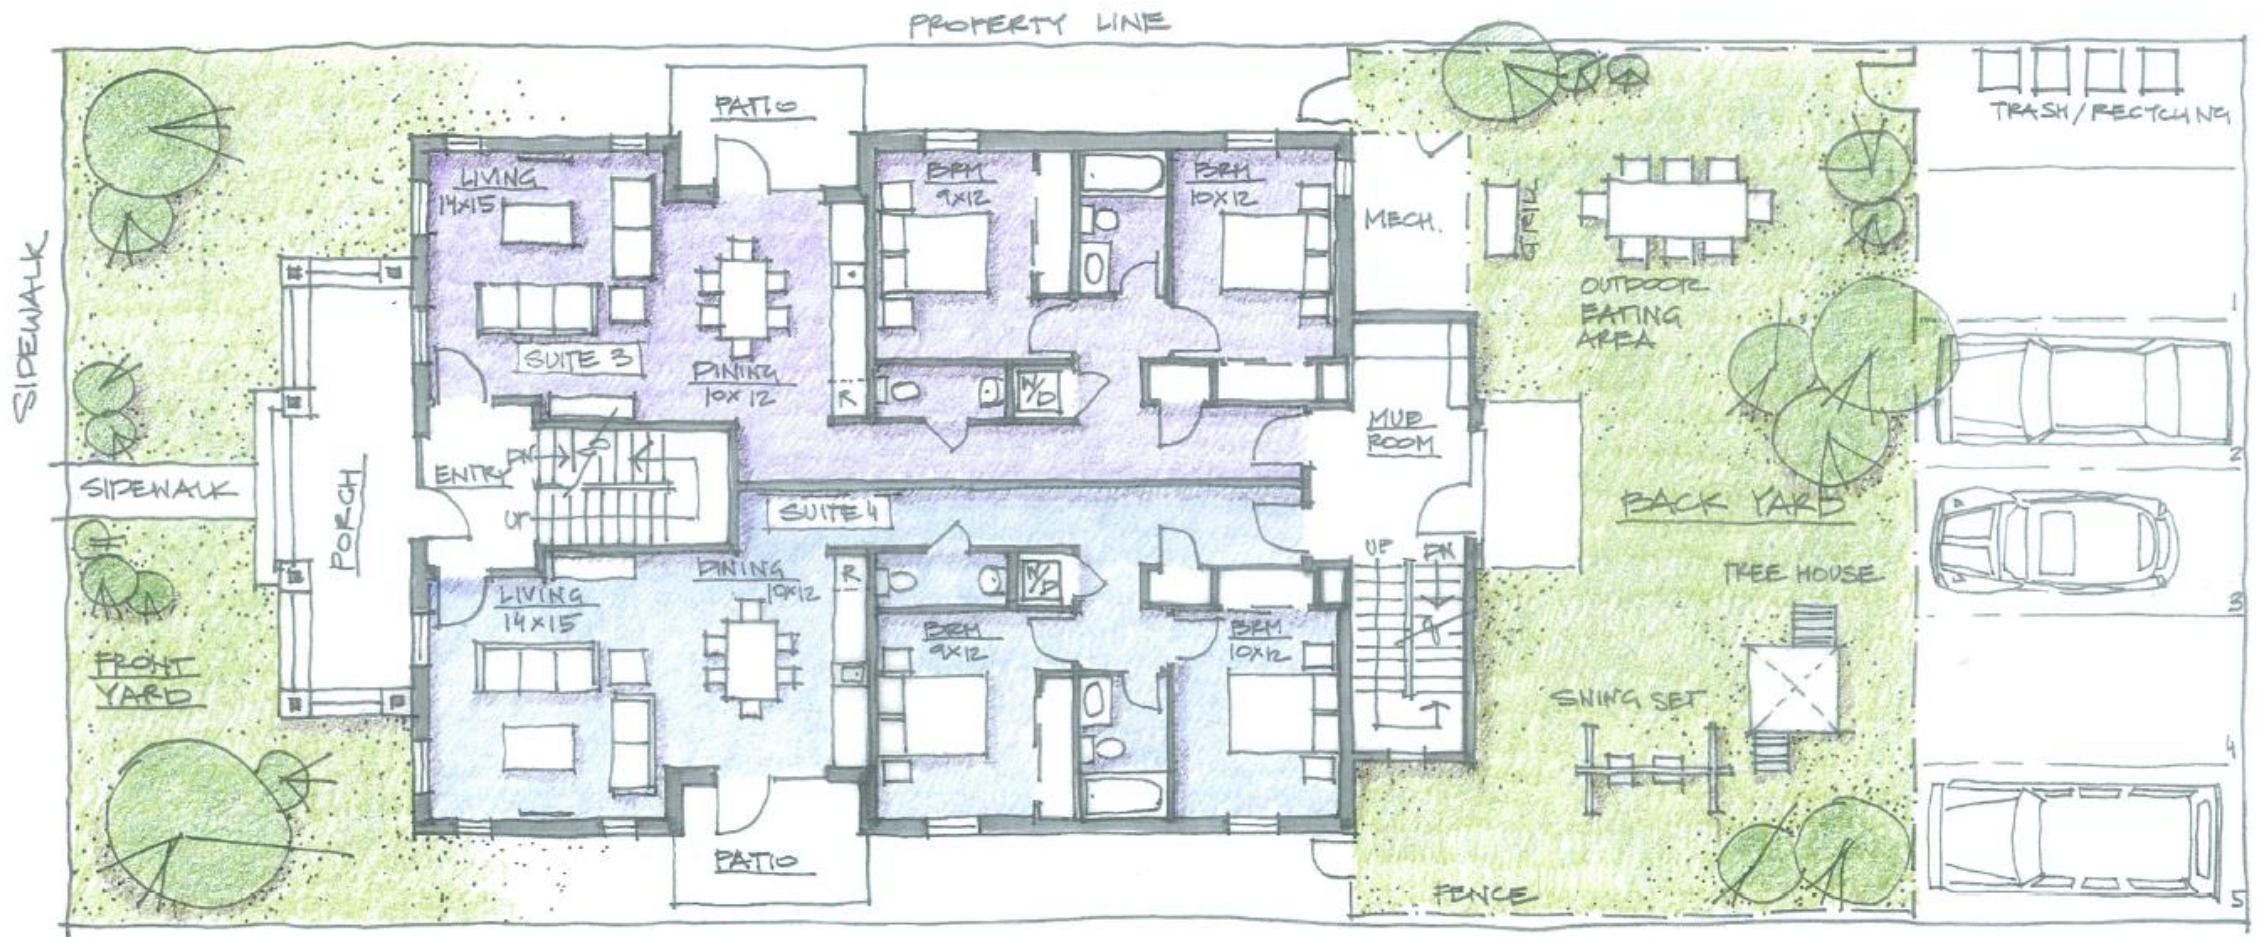 PROPERTY LINE
SIDEWALK
PATIO
TRASH/RECYCLING
LIVING
14X15
BRM
9X12
BRM
10X12
MECH.
GRILL
OUTDOOR
EATING
AREA
1
SUITE 3
DINING
10X12
R
W/D
MUD
ROOM
2
ENTRY
DN
UP
SIDEWALK
PORCH
SUITE 4
BACK YARD
UP
DN
TREE HOUSE
3
LIVING
14X15
DINING
10X12
R
W/D
BRM
9X12
BRM
10X12
FRONT
YARD
SWING SET
4
PATIO
FENCE
5